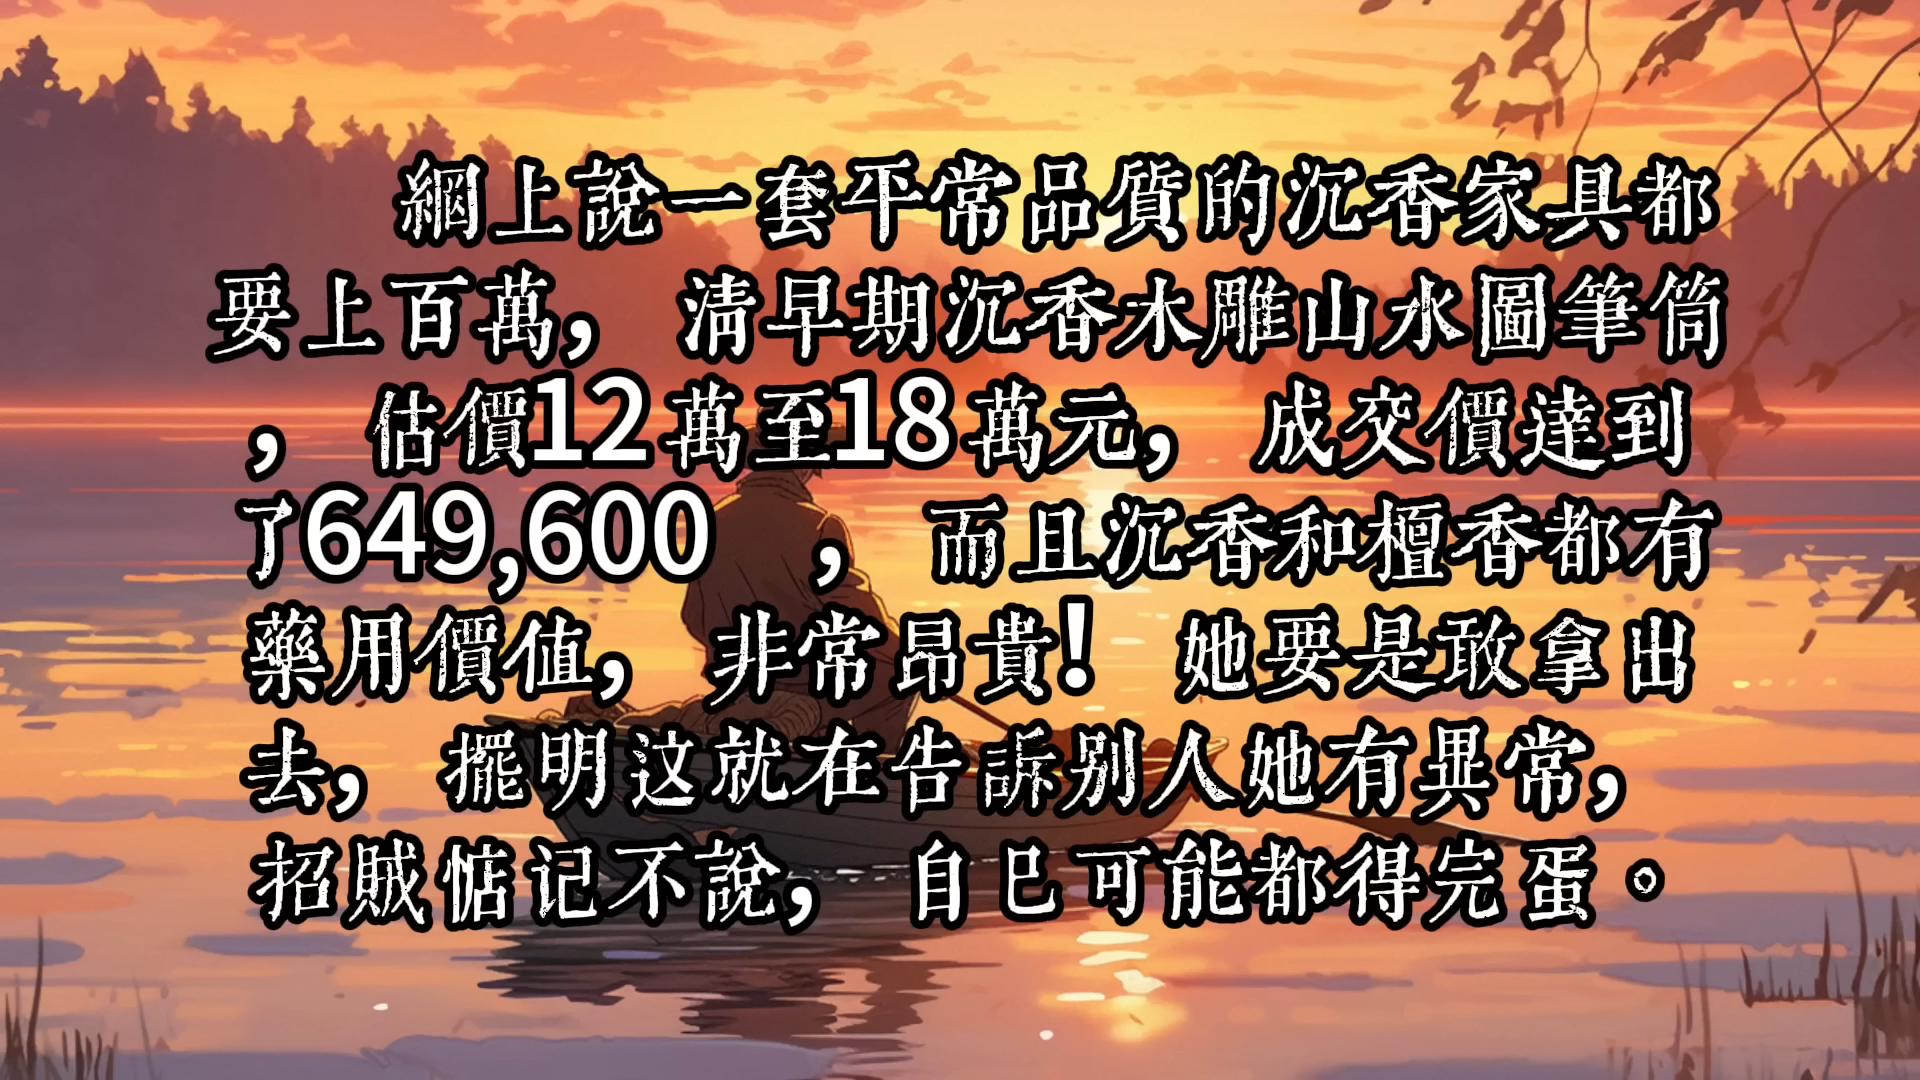 網上說一套平常品質的沉香家具都
要上百萬，清早期沉香木雕山水圖筆筒
，估價12萬至18萬元，成交價達到
了649,600 ，而且沉香和檀香都有
藥用價值，非常昂貴！她要是敢拿出
去，擺明这就在告訴别人她有異常，
招賊惦记不說，自已可能都得完蛋。